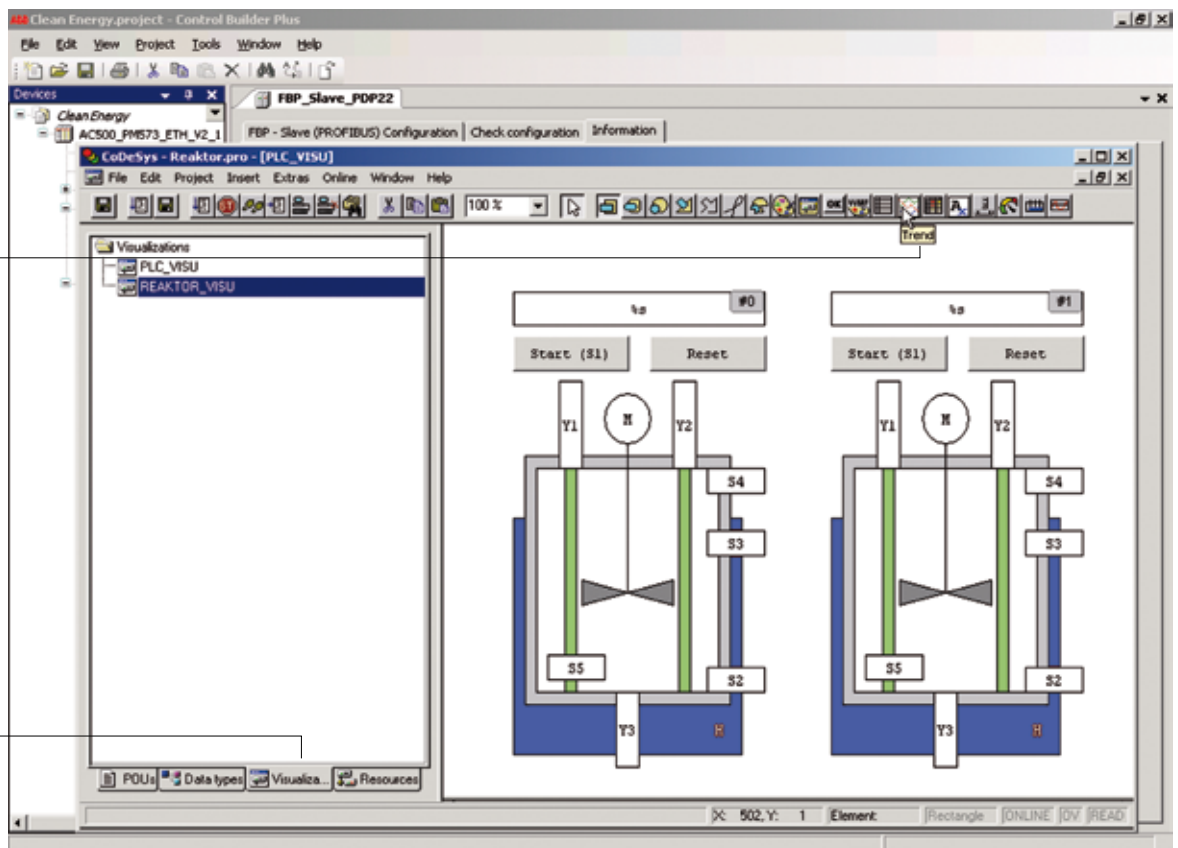 ABB Clean Energy.project - Control Builder Plus
File Edit View Project Tools Window Help
Devices
FBP_Slave_PDP22
Clean Energy
AC500_PM573_ETH_V2_1
FBP - Slave (PROFIBUS) Configuration Check configuration Information
CoDeSys - Reaktor.pro - [PLC_VISU]
File Edit Project Insert Extras Online Window Help
100 %
OK
Trend
Visualizations
PLC_VISU
REAKTOR_VISU
%s #0
%s #1
Start (S1) Reset
Start (S1) Reset
Y1 M Y2
Y1 M Y2
S4
S4
S3
S3
S5
S5
S2
S2
Y3 H
Y3 H
POUs Data types Visualiza... Resources
X: 502, Y: 1 Element: Rectangle ONLINE OV READ